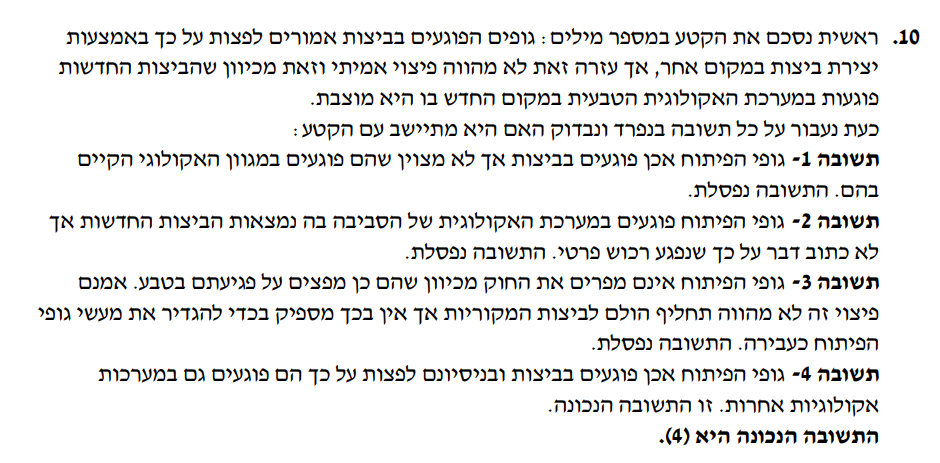 10. ראשית נסכם את הקטע במספר מילים: גופים הפוגעים בביצות אמורים לפצות על כך באמצעות
יצירת ביצות במקום אחר, אך עזרה זאת לא מהווה פיצוי אמיתי וזאת מכיוון שהביצות החדשות
פוגעות במערכת האקולוגית הטבעית במקום החדש בו היא מוצבת.
כעת נעבור על כל תשובה בנפרד ונבדוק האם היא מתיישב עם הקטע:
תשובה 1- גופי הפיתוח אכן פוגעים בביצות אך לא מצוין שהם פוגעים במגוון האקולוגי הקיים
בהם. התשובה נפסלת.
תשובה 2- גופי הפיתוח פוגעים במערכת האקולוגית של הסביבה בה נמצאות הביצות החדשות אך
לא כתוב דבר על כך שנפגע רכוש פרטי. התשובה נפסלת.
תשובה 3- גופי הפיתוח אינם מפרים את החוק מכיוון שהם כן מפצים על פגיעתם בטבע. אמנם
פיצוי זה לא מהווה תחליף הולם לביצות המקוריות אך אין בכך מספיק בכדי להגדיר את מעשי גופי
הפיתוח כעבירה. התשובה נפסלת.
תשובה 4- גופי הפיתוח אכן פוגעים בביצות ובניסיונם לפצות על כך הם פוגעים גם במערכות
אקולוגיות אחרות. זו התשובה הנכונה.
התשובה הנכונה היא (4).